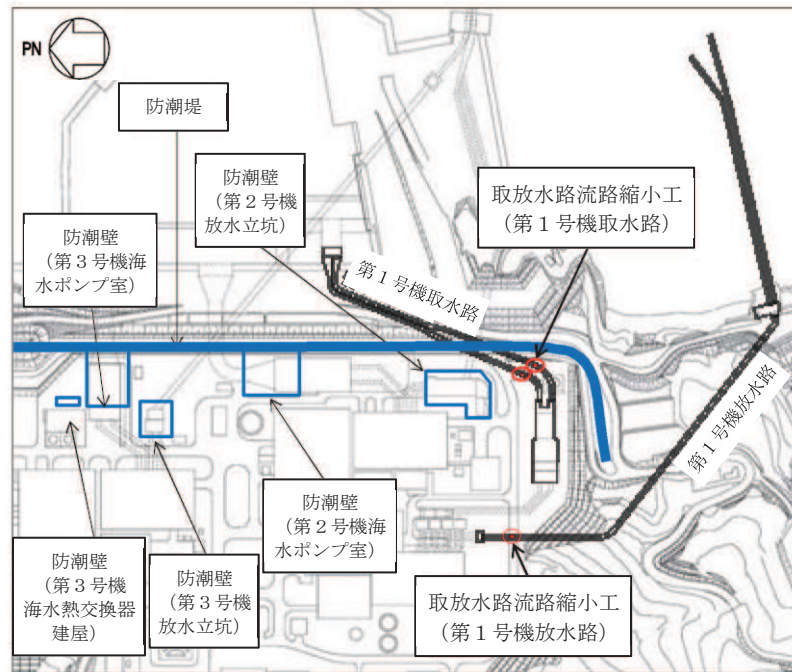 PN
防潮堤
防潮壁
(第2号機
放水立坑)
取放水路流路縮小工
(第1号機取水路)
防潮壁
(第3号機海
水ポンプ室)
第1号機取水路
第1号機放水路
防潮壁
(第3号機
海水熱交換器
建屋)
防潮壁
(第3号機
放水立坑)
防潮壁
(第2号機海
水ポンプ室)
取放水路流路縮小工
(第1号機放水路)